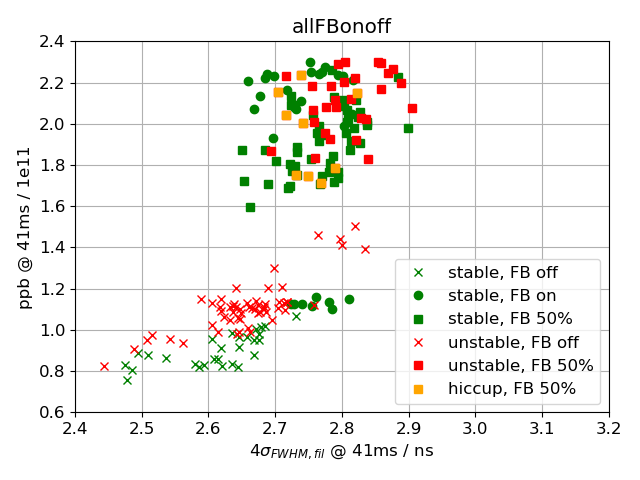 allFBonoff
2.4
2.2
2.0
1.8
1.6
1.4
1.2
1.0
0.8
0.6
ppb @ 41ms / 1e11
stable, FB off
stable, FB on
stable, FB 50%
unstable, FB off
unstable, FB 50%
hiccup, FB 50%
2.4 2.5 2.6 2.7 2.8 2.9 3.0 3.1 3.2
4σ_{FWHM,fil} @ 41ms / ns